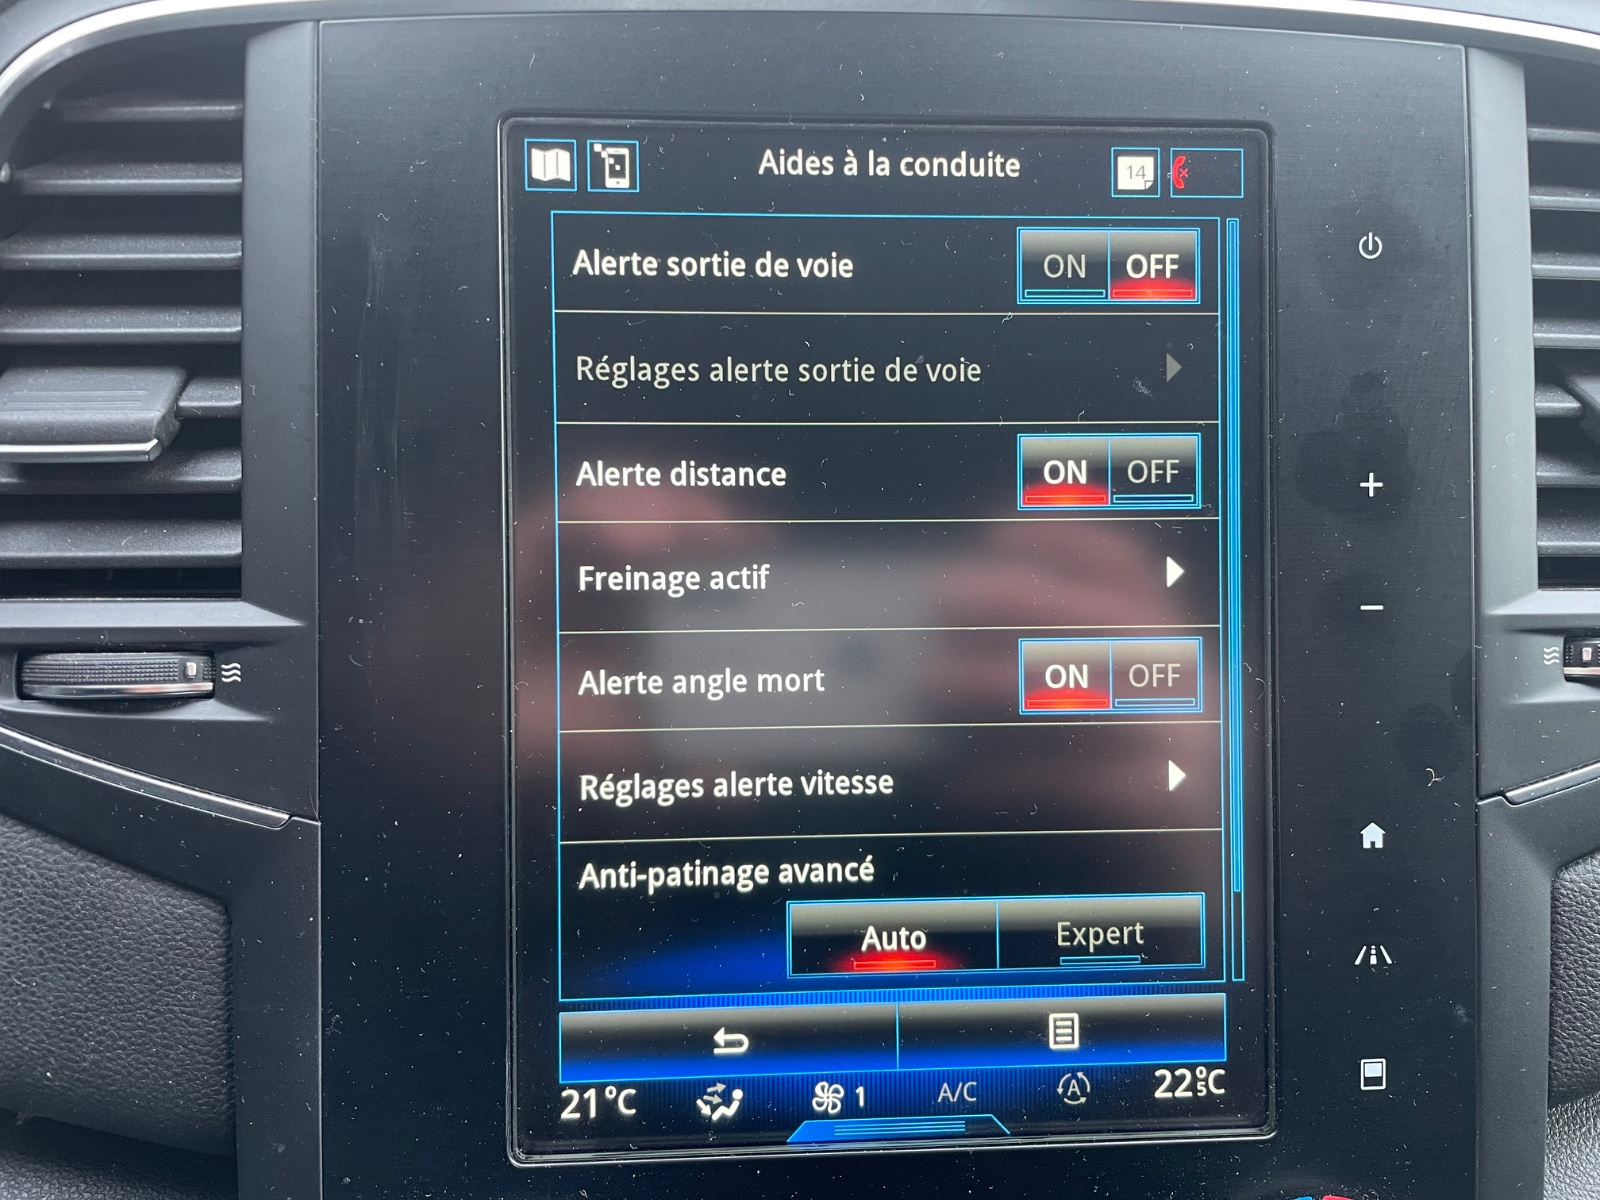 Aides à la conduite
14
Alerte sortie de voie ON OFF
Réglages alerte sortie de voie
Alerte distance ON OFF
Freinage actif
Alerte angle mort ON OFF
Réglages alerte vitesse
Anti-patinage avancé
Auto Expert
21°C 1 A/C A 22°5C